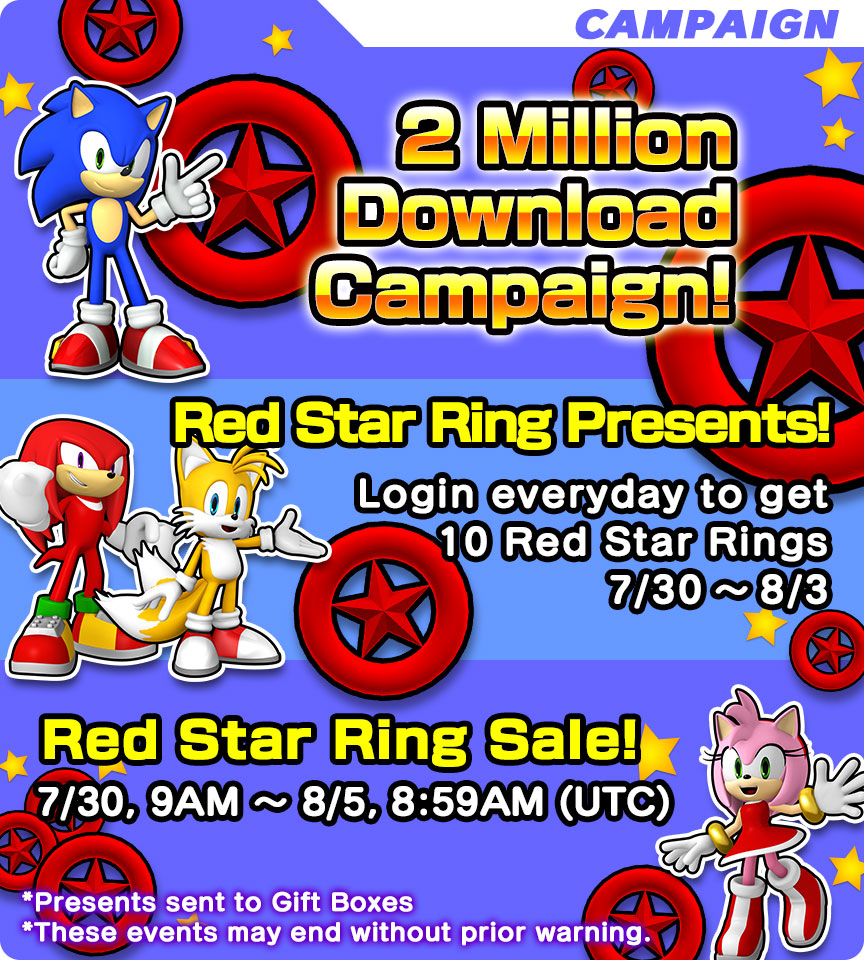 CAMPAIGN
2 Million
Download
Campaign!
Red Star Ring Presents!
Login everyday to get
10 Red Star Rings
7/30 ~ 8/3
Red Star Ring Sale!
7/30, 9AM ~ 8/5, 8:59AM (UTC)
*Presents sent to Gift Boxes
*These events may end without prior warning.